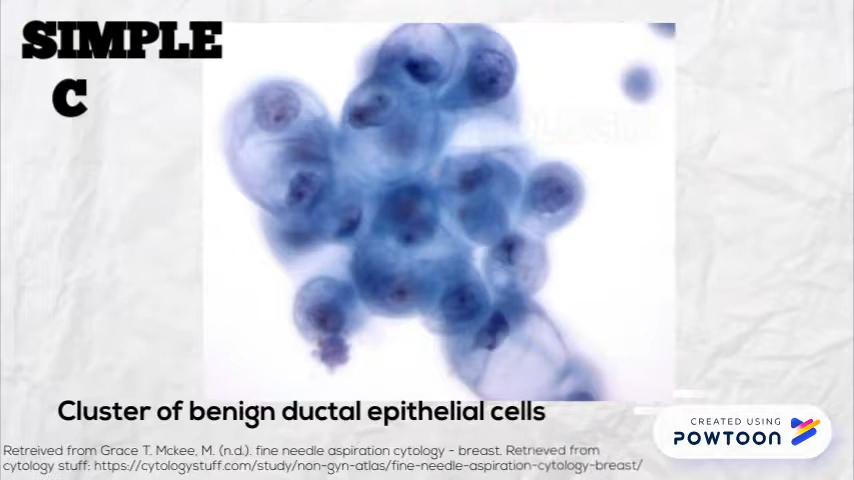 SIMPLE
C
Cluster of benign ductal epithelial cells
Retreived from Grace T. Mckee, M. (n.d.). fine needle aspiration cytology - breast. Retrieved from
cytology stuff: https://cytologystuff.com/study/non-gyn-atlas/fine-needle-aspiration-cytology-breast/
CREATED USING
POWTOON